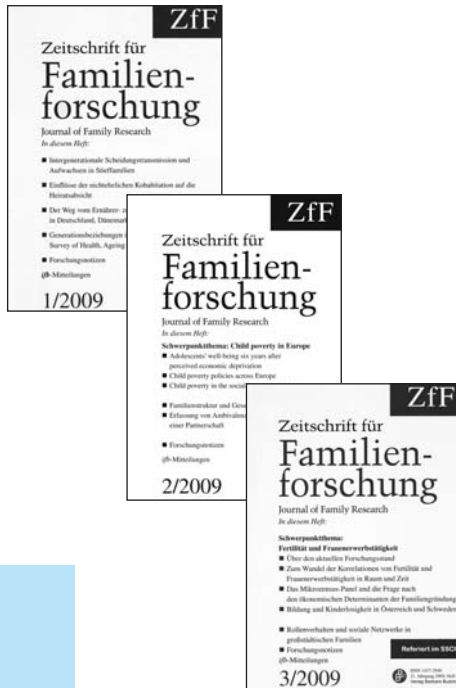 ZfF
Zeitschrift für
Familien-
forschung
Journal of Family Research
In diesem Heft:
■ Intergenerationale Scheidungstransmission und
Aufwachsen in Stieffamilien
■ Einflüsse der nichtehelichen Kohabitation auf die
Heiratsabsicht
■ Der Weg vom Ernährer- z
in Deutschland, Dänemark
■ Generationsbeziehungen i
Survey of Health, Ageing
■ Forschungsnotizen
ifb-Mitteilungen
1/2009
ZfF
Zeitschrift für
Familien-
forschung
Journal of Family Research
In diesem Heft:
Schwerpunktthema: Child poverty in Europe
■ Adolescents' well-being six years after
perceived economic deprivation
■ Child poverty policies across Europe
■ Child poverty in the social
■ Familienstruktur und Gesc
■ Erfassung von Ambivalenz
einer Partnerschaft
■ Forschungsnotizen
ifb-Mitteilungen
2/2009
ZfF
Zeitschrift für
Familien-
forschung
Journal of Family Research
In diesem Heft:
Schwerpunktthema:
Fertilität und Frauenerwerbstätigkeit
■ Über den aktuellen Forschungsstand
■ Zum Wandel der Korrelationen von Fertilität und
Frauenerwerbstätigkeit in Raum und Zeit
■ Das Mikrozensus-Panel und die Frage nach
den ökonomischen Determinanten der Familiengründung
■ Bildung und Kinderlosigkeit in Österreich und Schweden
■ Rollenverhalten und soziale Netzwerke in
großstädtischen Familien
■ Forschungsnotizen
ifb-Mitteilungen
Referiert im SSCI
3/2009